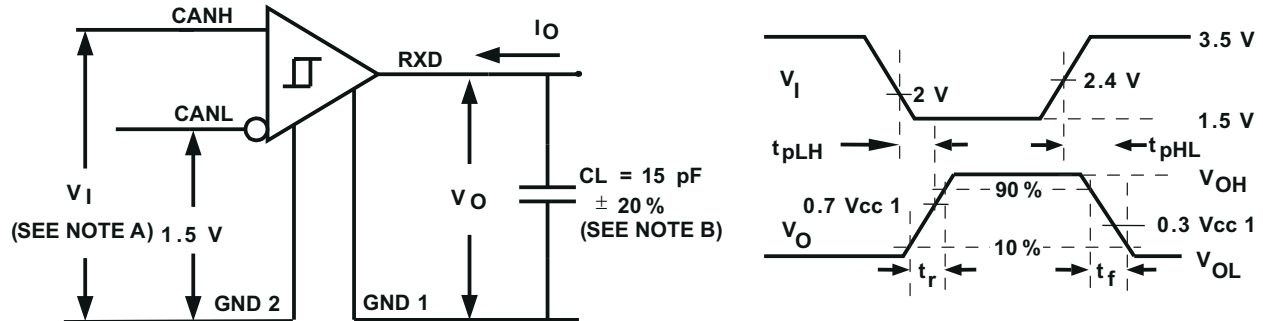 CANH
I O
RXD
CANL
V I
(SEE NOTE A)
1.5 V
V O
CL = 15 pF
± 20 %
(SEE NOTE B)
GND 2
GND 1
3.5 V
V I
2 V
2.4 V
1.5 V
t pLH
t pHL
V OH
90 %
0.7 Vcc 1
0.3 Vcc 1
V O
10 %
V OL
t r
t f